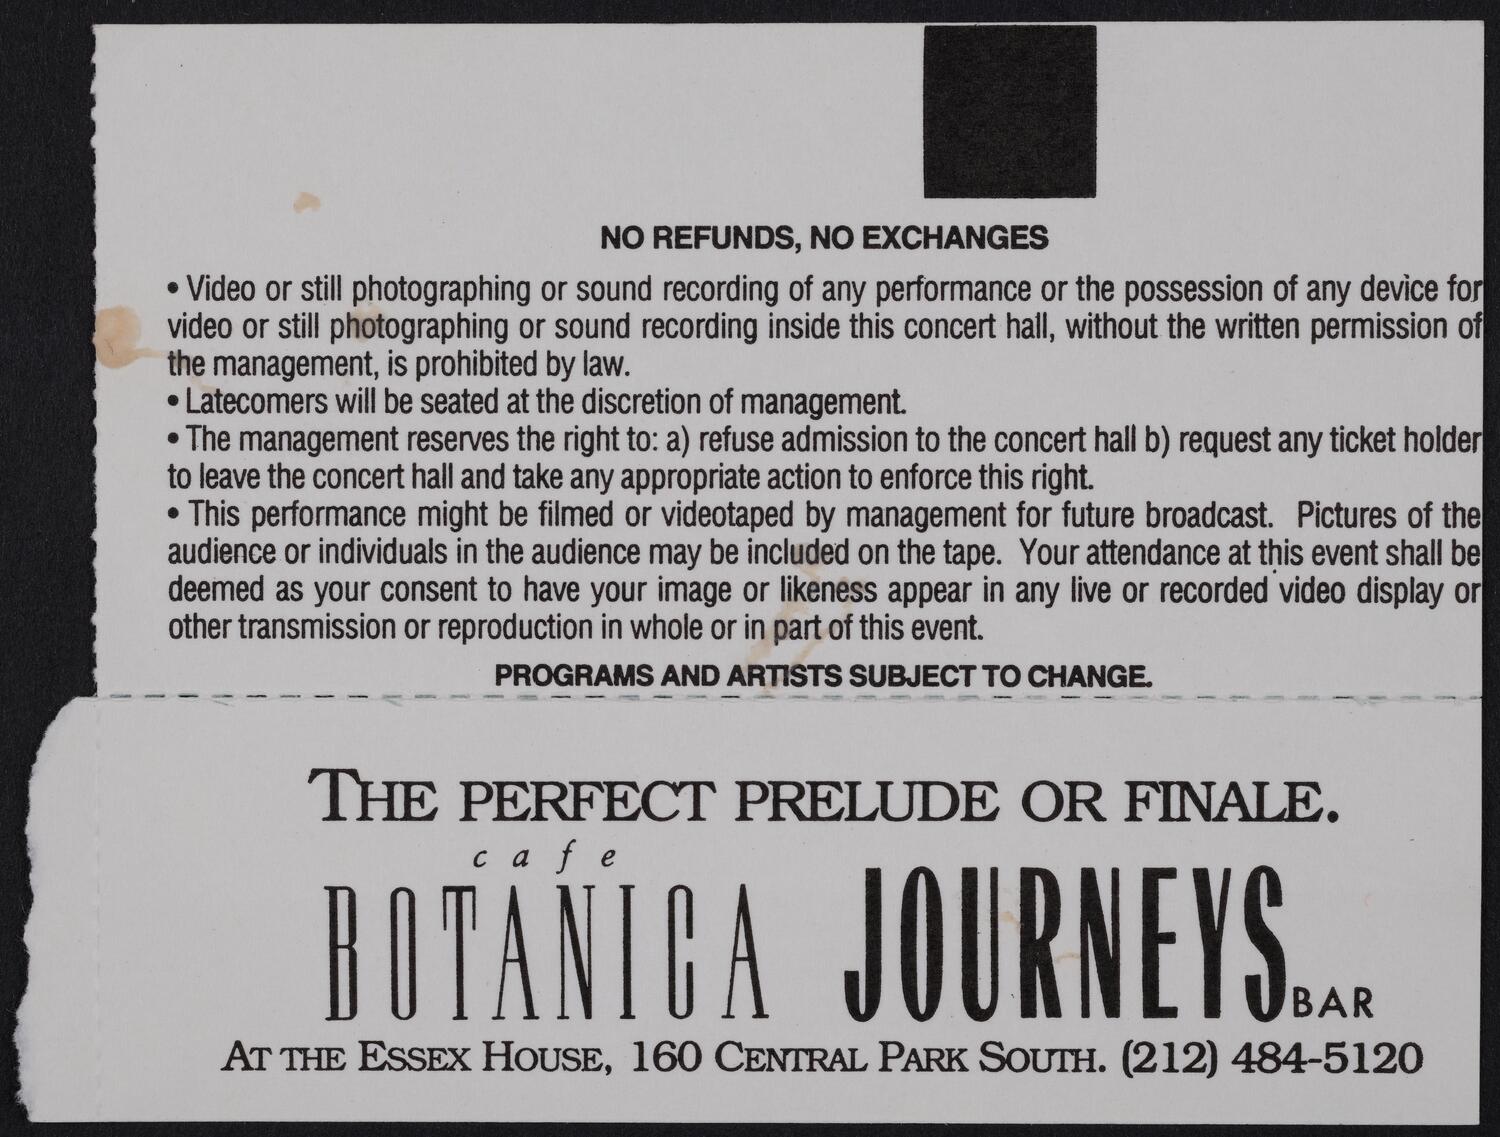 NO REFUNDS, NO EXCHANGES
• Video or still photographing or sound recording of any performance or the possession of any device for
video or still photographing or sound recording inside this concert hall, without the written permission of
the management, is prohibited by law.
• Latecomers will be seated at the discretion of management.
• The management reserves the right to: a) refuse admission to the concert hall b) request any ticket holder
to leave the concert hall and take any appropriate action to enforce this right.
• This performance might be filmed or videotaped by management for future broadcast. Pictures of the
audience or individuals in the audience may be included on the tape. Your attendance at this event shall be
deemed as your consent to have your image or likeness appear in any live or recorded video display or
other transmission or reproduction in whole or in part of this event.
PROGRAMS AND ARTISTS SUBJECT TO CHANGE.
THE PERFECT PRELUDE OR FINALE.
cafe
BOTANICA JOURNEYS BAR
AT THE ESSEX HOUSE, 160 CENTRAL PARK SOUTH. (212) 484-5120